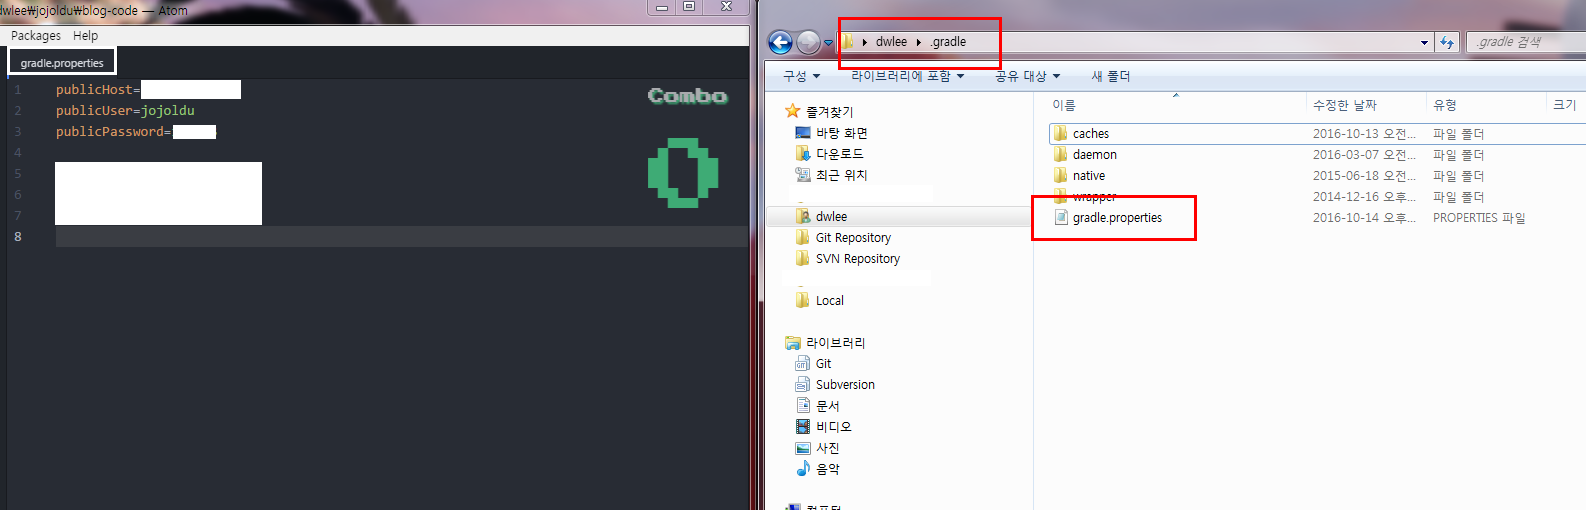 dwlee\jojoldu\blog-code — Atom
Packages Help
gradle.properties
1 publicHost=
2 publicUser=jojoldu
3 publicPassword=
4
5
6
7
8
Combo
0
dwlee .gradle
.gradle 검색
구성 라이브러리에 포함 공유 대상 새 폴더
즐겨찾기
바탕 화면
다운로드
최근 위치
dwlee
Git Repository
SVN Repository
Local
라이브러리
Git
Subversion
문서
비디오
사진
음악
컴퓨터
이름 수정한 날짜 유형 크기
caches 2016-10-13 오전... 파일 폴더
daemon 2016-03-07 오전... 파일 폴더
native 2015-06-18 오전... 파일 폴더
wrapper 2014-12-16 오후... 파일 폴더
gradle.properties 2016-10-14 오후... PROPERTIES 파일